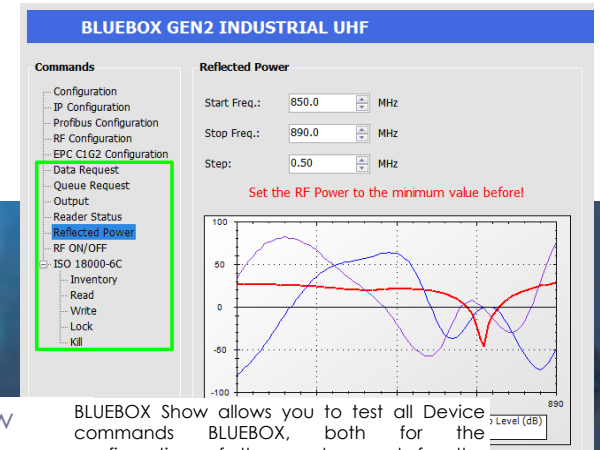 BLUEBOX GEN2 INDUSTRIAL UHF
Commands
Configuration
IP Configuration
Profibus Configuration
RF Configuration
EPC C1G2 Configuration
Data Request
Queue Request
Output
Reader Status
Reflected Power
RF ON/OFF
ISO 18000-6C
Inventory
Read
Write
Lock
Kill
Reflected Power
Start Freq.: 850.0 MHz
Stop Freq.: 890.0 MHz
Step: 0.50 MHz
Set the RF Power to the minimum value before!
100
50
0
-50
-100
890
Level (dB)
BLUEBOX Show allows you to test all Device
commands BLUEBOX, both for the